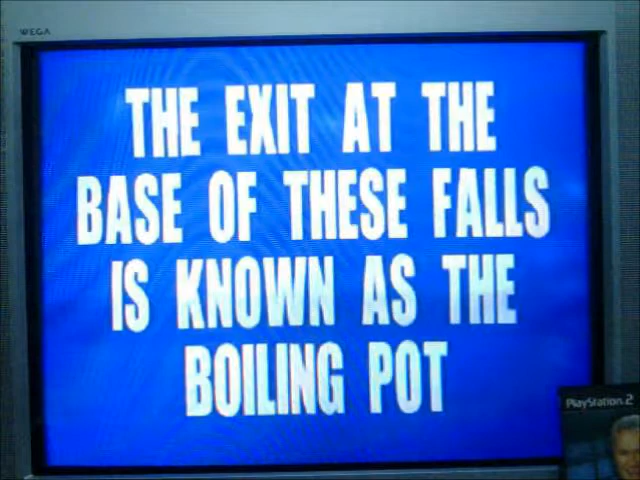 WEGA
THE EXIT AT THE
BASE OF THESE FALLS
IS KNOWN AS THE
BOILING POT
PlayStation.2